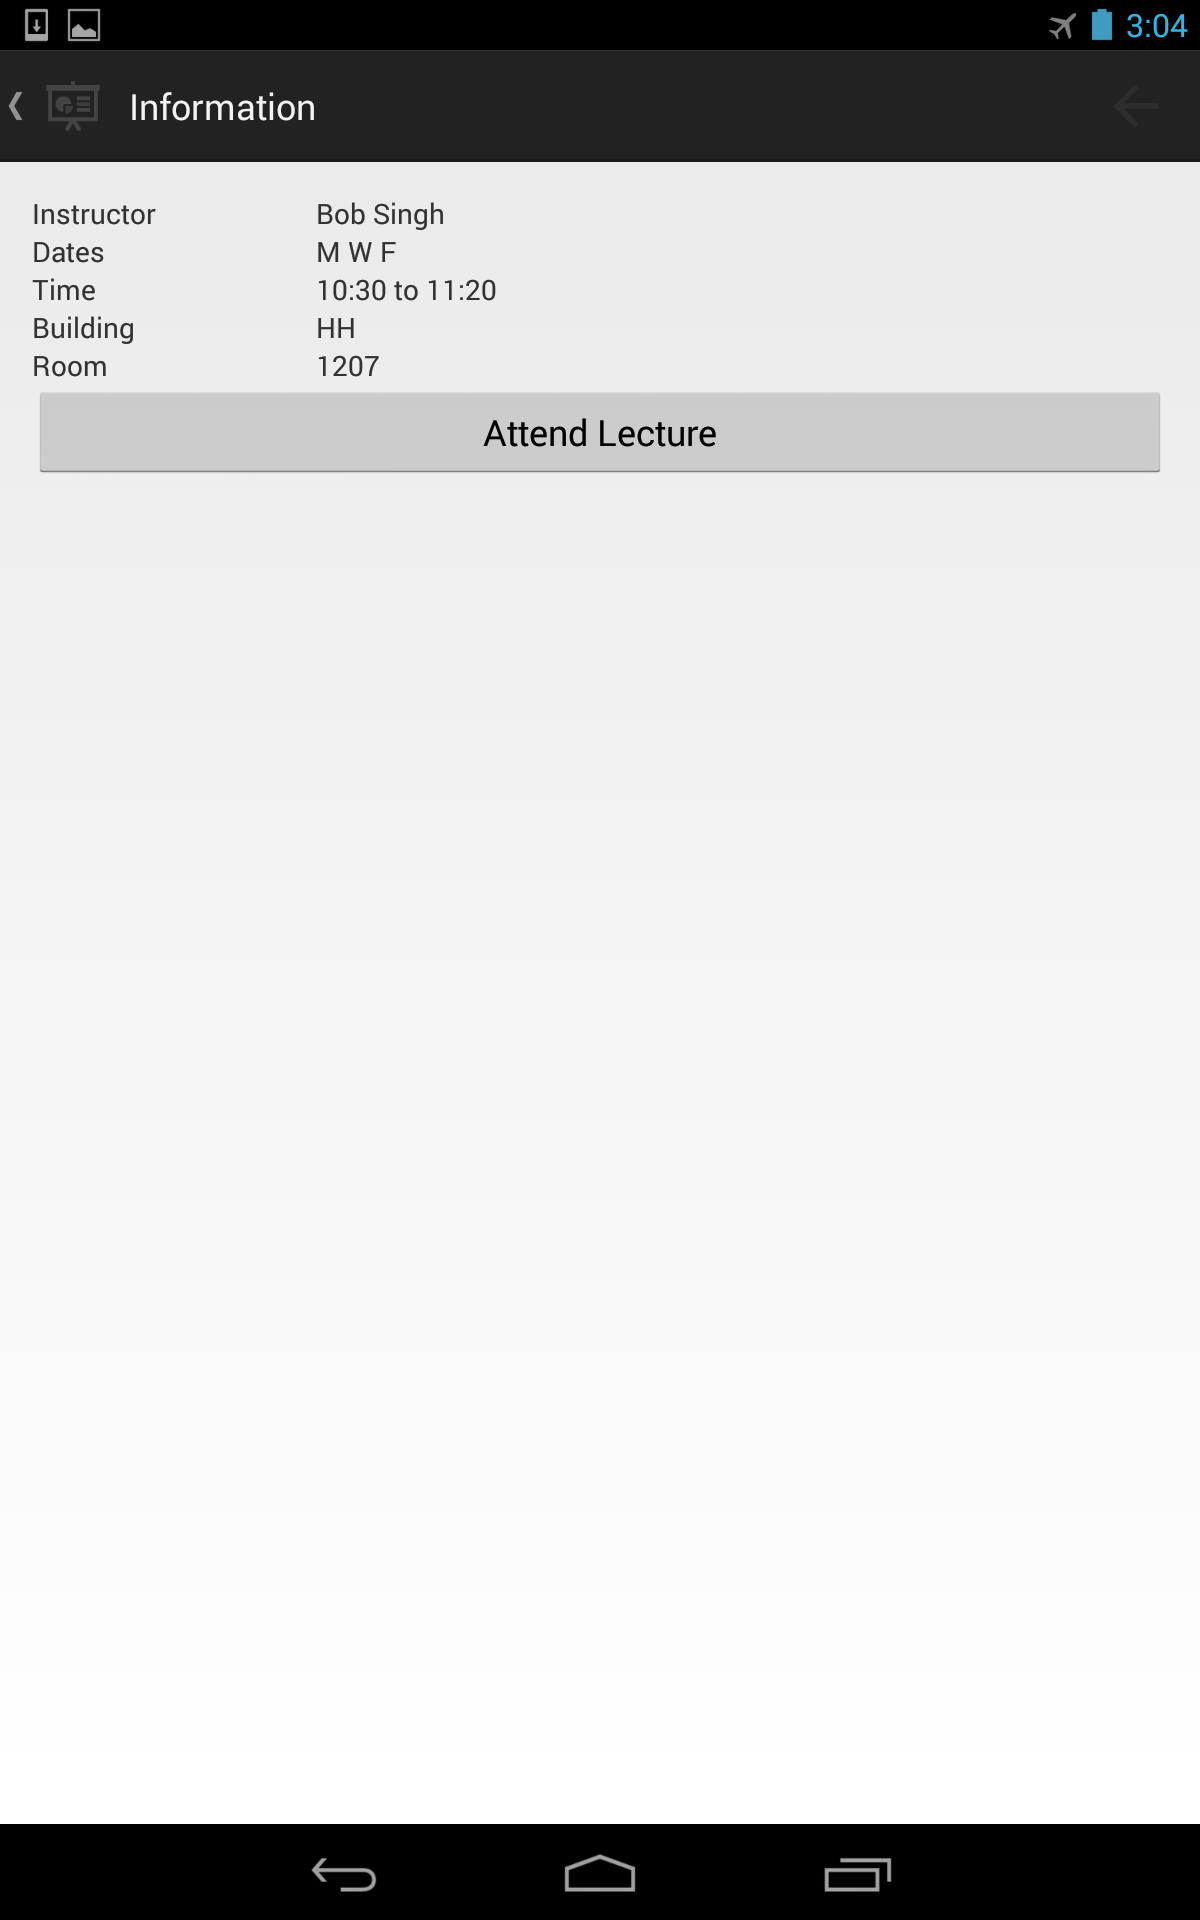 3:04
Information
Instructor Bob Singh
Dates M W F
Time 10:30 to 11:20
Building HH
Room 1207
Attend Lecture